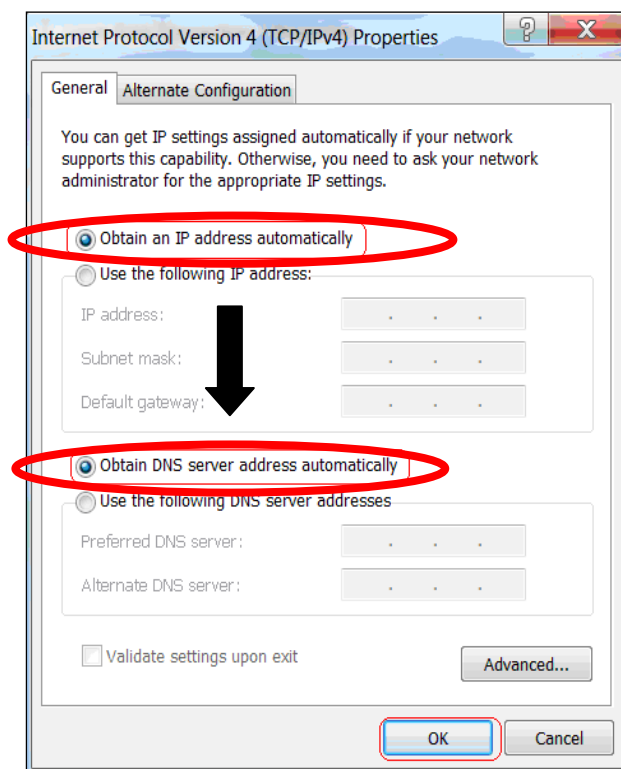 Internet Protocol Version 4 (TCP/IPv4) Properties
General
Alternate Configuration
You can get IP settings assigned automatically if your network
supports this capability. Otherwise, you need to ask your network
administrator for the appropriate IP settings.
Obtain an IP address automatically
Use the following IP address:
IP address:
Subnet mask:
Default gateway:
Obtain DNS server address automatically
Use the following DNS server addresses
Preferred DNS server:
Alternate DNS server:
Validate settings upon exit
Advanced...
OK
Cancel